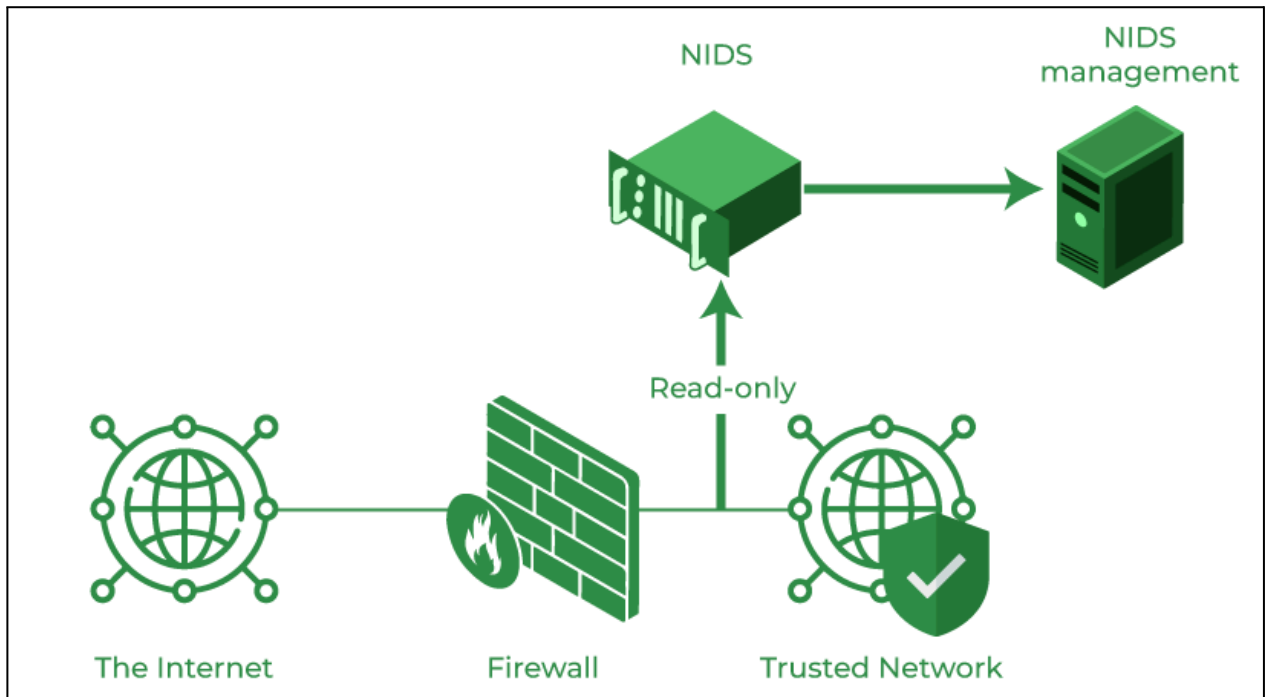 NIDS
NIDS
management
Read-only
The Internet
Firewall
Trusted Network